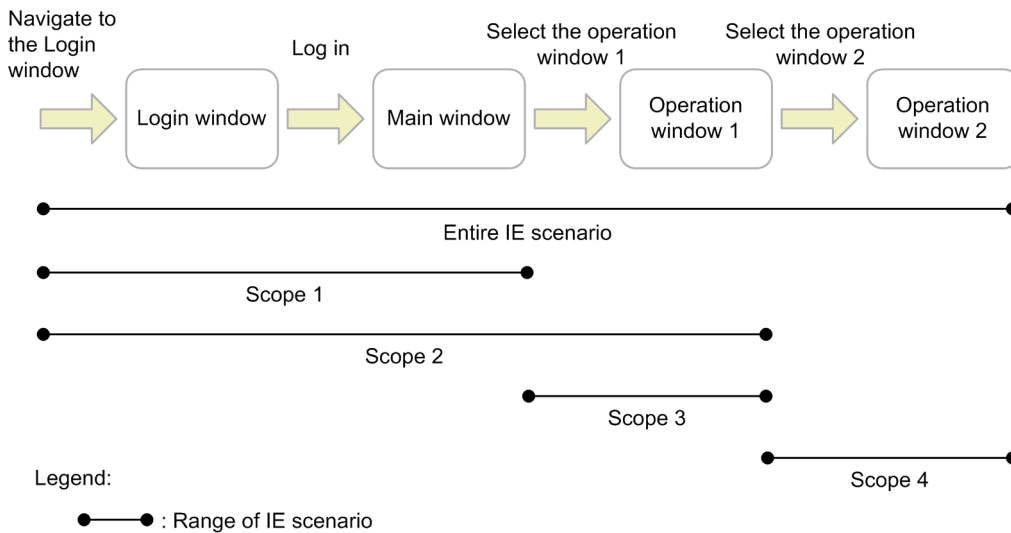 Navigate to
the Login
window
Log in
Select the operation
window 1
Select the operation
window 2
Login window
Main window
Operation
window 1
Operation
window 2
Entire IE scenario
Scope 1
Scope 2
Scope 3
Scope 4
Legend:
: Range of IE scenario